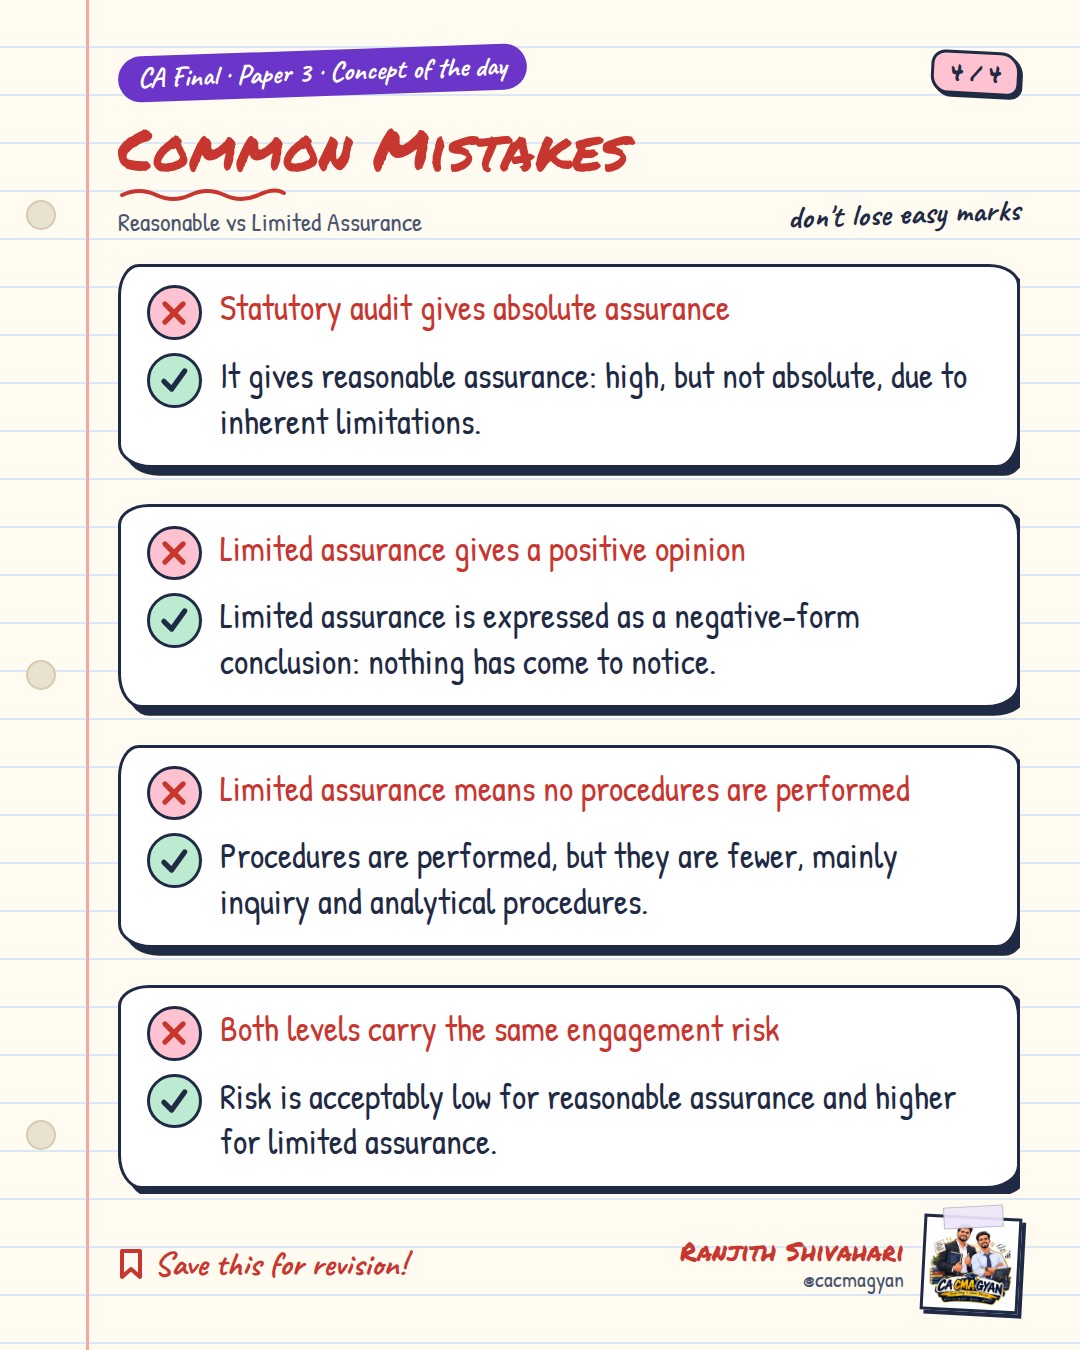 CA Final · Paper 3 · Concept of the day
4 / 4
Common Mistakes
Reasonable vs Limited Assurance
don't lose easy marks
Statutory audit gives absolute assurance
It gives reasonable assurance: high, but not absolute, due to
inherent limitations.
Limited assurance gives a positive opinion
Limited assurance is expressed as a negative-form
conclusion: nothing has come to notice.
Limited assurance means no procedures are performed
Procedures are performed, but they are fewer, mainly
inquiry and analytical procedures.
Both levels carry the same engagement risk
Risk is acceptably low for reasonable assurance and higher
for limited assurance.
Save this for revision!
Ranjith Shivahari
@cacmagyan
CA CMA GYAN